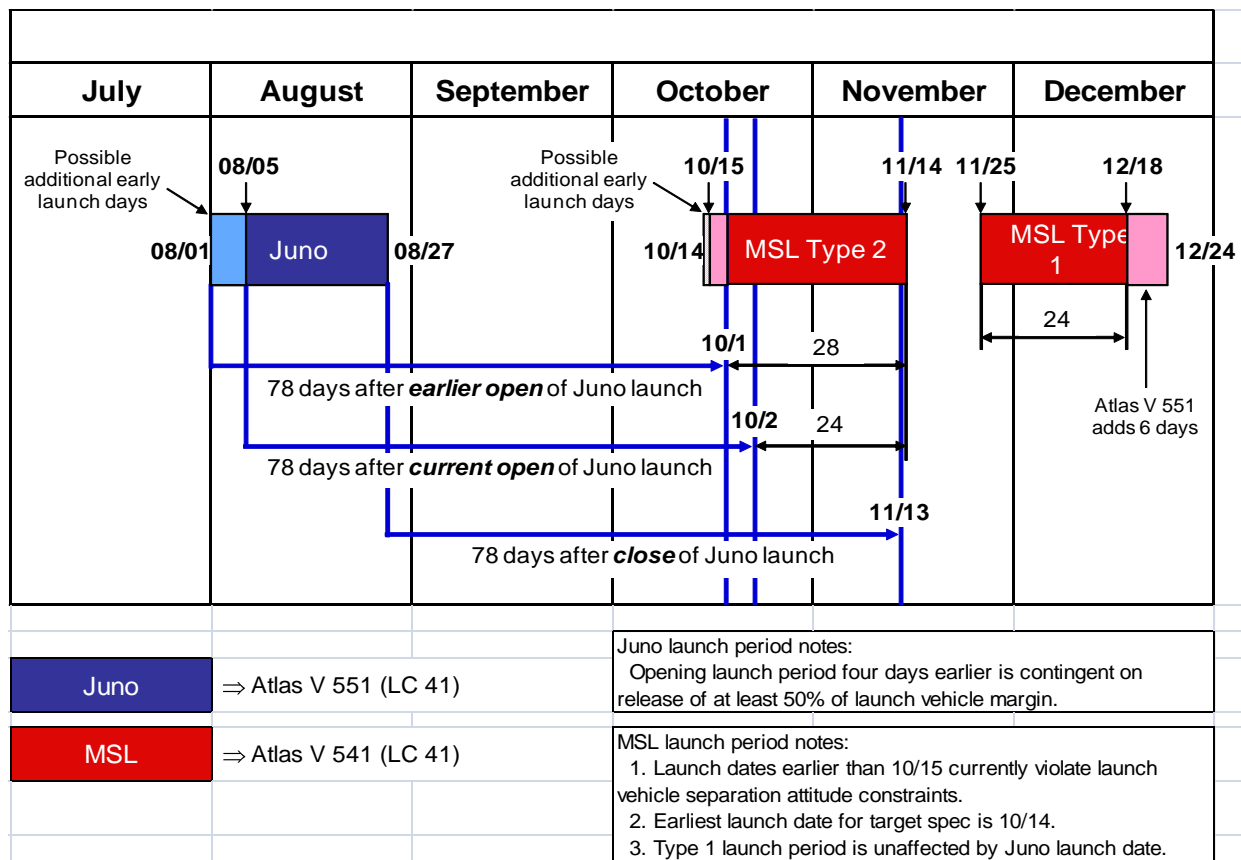 July August September October November December
Possible
additional early
launch days
08/05
Possible
additional early
launch days
10/15
11/14
11/25
12/18
08/01
Juno
08/27
10/14
MSL Type 2
MSL Type
1
12/24
10/1
28
24
78 days after earlier open of Juno launch
Atlas V 551
adds 6 days
10/2
24
78 days after current open of Juno launch
11/13
78 days after close of Juno launch
Juno ⇒ Atlas V 551 (LC 41)
MSL ⇒ Atlas V 541 (LC 41)
Juno launch period notes:
Opening launch period four days earlier is contingent on
release of at least 50% of launch vehicle margin.
MSL launch period notes:
1. Launch dates earlier than 10/15 currently violate launch
vehicle separation attitude constraints.
2. Earliest launch date for target spec is 10/14.
3. Type 1 launch period is unaffected by Juno launch date.